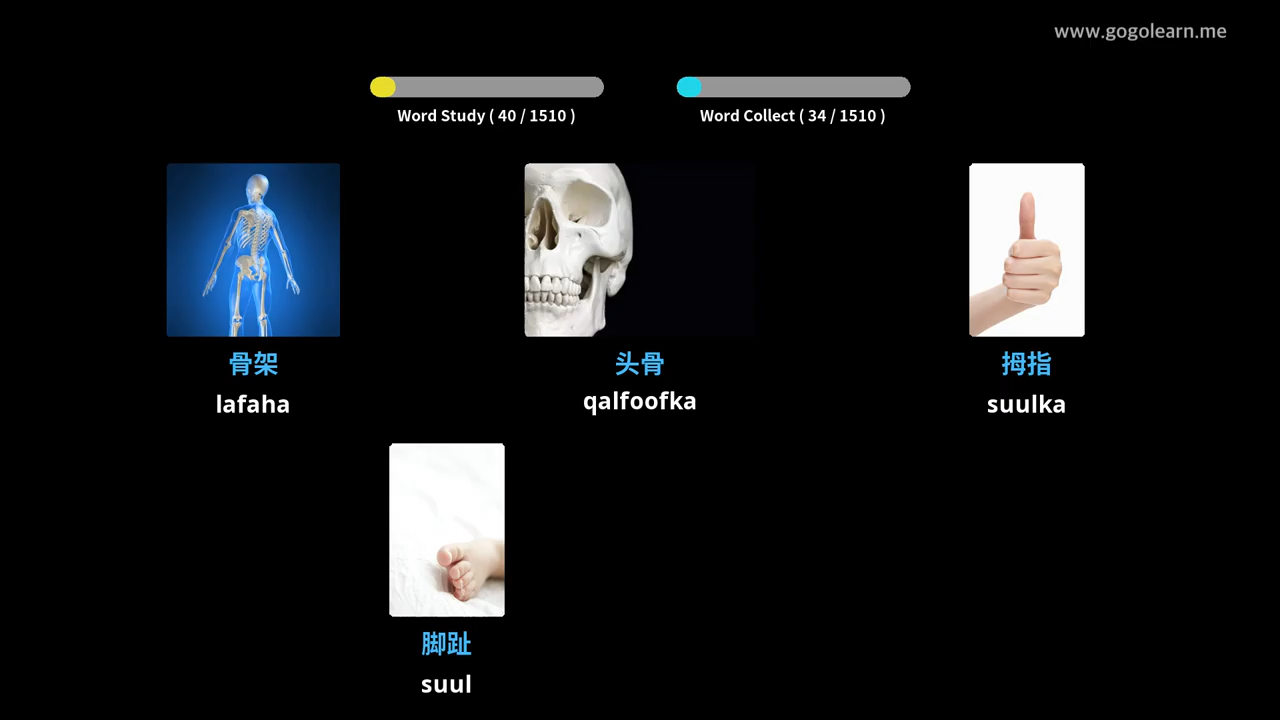 www.gogolearn.me
Word Study ( 40 / 1510 )
Word Collect ( 34 / 1510 )
骨架
lafaha
头骨
qalfoofka
拇指
suulka
脚趾
suul